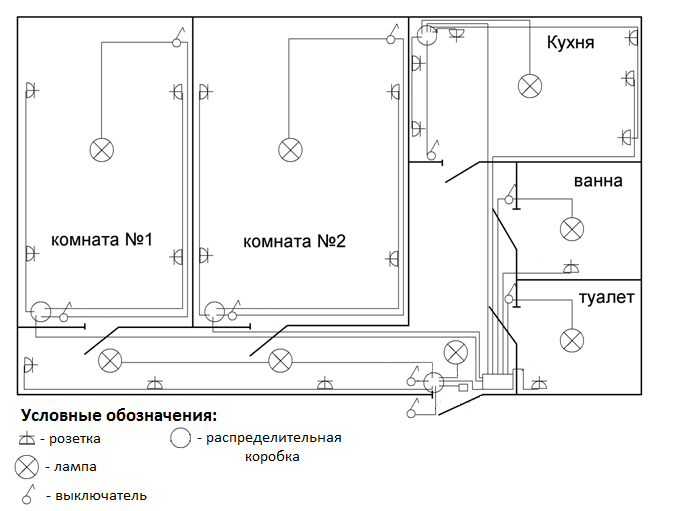 Кухня
ванна
комната №1
комната №2
туалет
Условные обозначения:
- розетка
- распределительная
коробка
- лампа
- выключатель